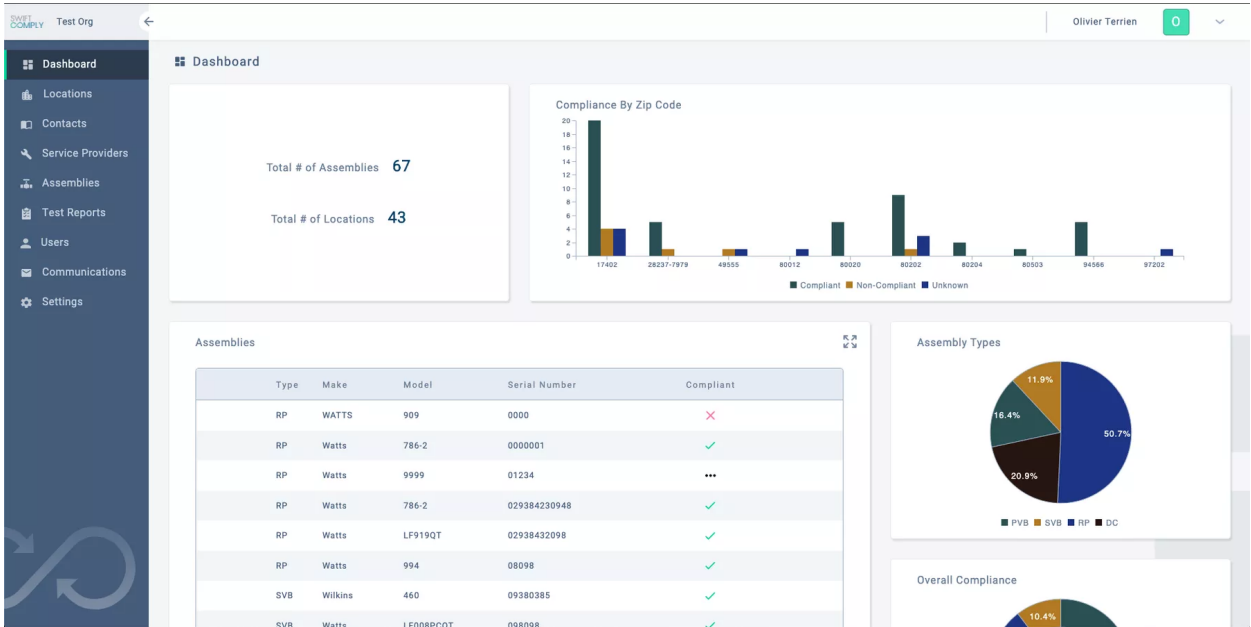 SWIFT
COMPLY
Test Org
Olivier Terrien
O
Dashboard
Locations
Contacts
Service Providers
Assemblies
Test Reports
Users
Communications
Settings
Dashboard
Total # of Assemblies 67
Total # of Locations 43
Compliance By Zip Code
20
18
16
14
12
10
8
6
4
2
0
17402 28237-7979 49555 80012 80020 80202 80204 80503 94566 97202
Compliant Non-Compliant Unknown
Assemblies
Type Make Model Serial Number Compliant
RP WATTS 909 0000
RP Watts 786-2 0000001
RP Watts 9999 01234
RP Watts 786-2 029384230948
RP Watts LF919QT 02938432098
RP Watts 994 08098
SVB Wilkins 460 09380385
SVB Watts LF008PCQT 098098
Assembly Types
11.9%
16.4%
50.7%
20.9%
PVB SVB RP DC
Overall Compliance
10.4%